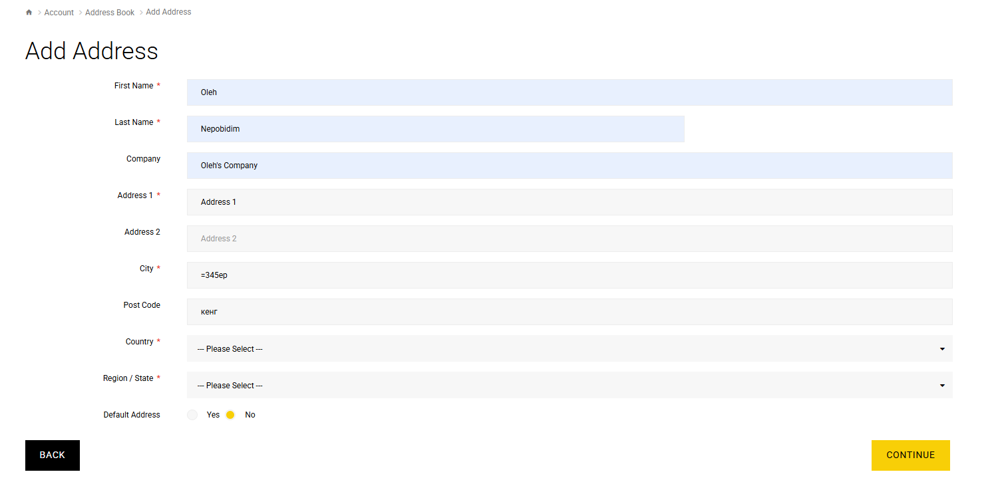 Account > Address Book > Add Address
Add Address
First Name * Oleh
Last Name * Nepobidim
Company Oleh's Company
Address 1 * Address 1
Address 2 Address 2
City * =345ер
Post Code кенг
Country * --- Please Select ---
Region / State * --- Please Select ---
Default Address Yes No
BACK CONTINUE